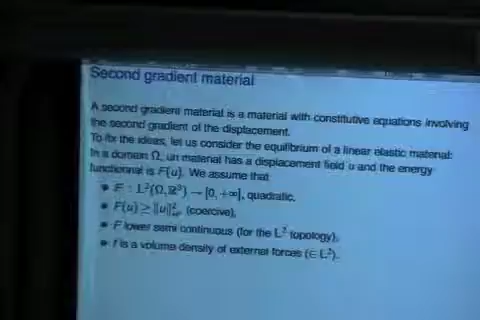 Second gradient material
A second gradient material is a material with constitutive equations involving
the second gradient of the displacement.
To fix the ideas, let us consider the equilibrium of a linear elastic material:
In a domain Ω, un material has a displacement field u and the energy
functionnal is F(u). We assume that
• F : L²(Ω,ℝ³) → [0, +∞], quadratic,
• F(u) ≥ ||u||² (coercive),
• F lower semi continuous (for the L² topology),
• f is a volume density of external forces (∈ L²).